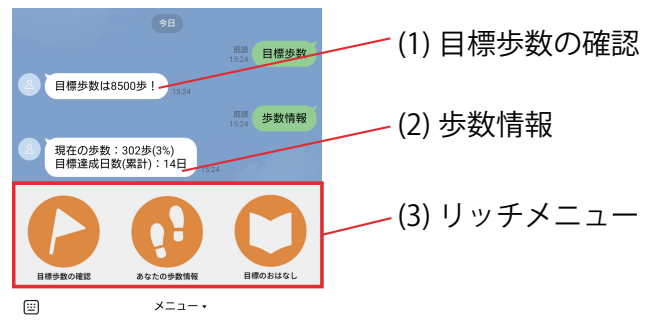 今日
既読
15:24
目標歩数
(1) 目標歩数の確認
目標歩数は8500歩！
15:24
既読
15:24
歩数情報
(2) 歩数情報
現在の歩数：302歩(3%)
目標達成日数(累計)：14日
15:24
(3) リッチメニュー
目標歩数の確認
あなたの歩数情報
目標のおはなし
メニュー